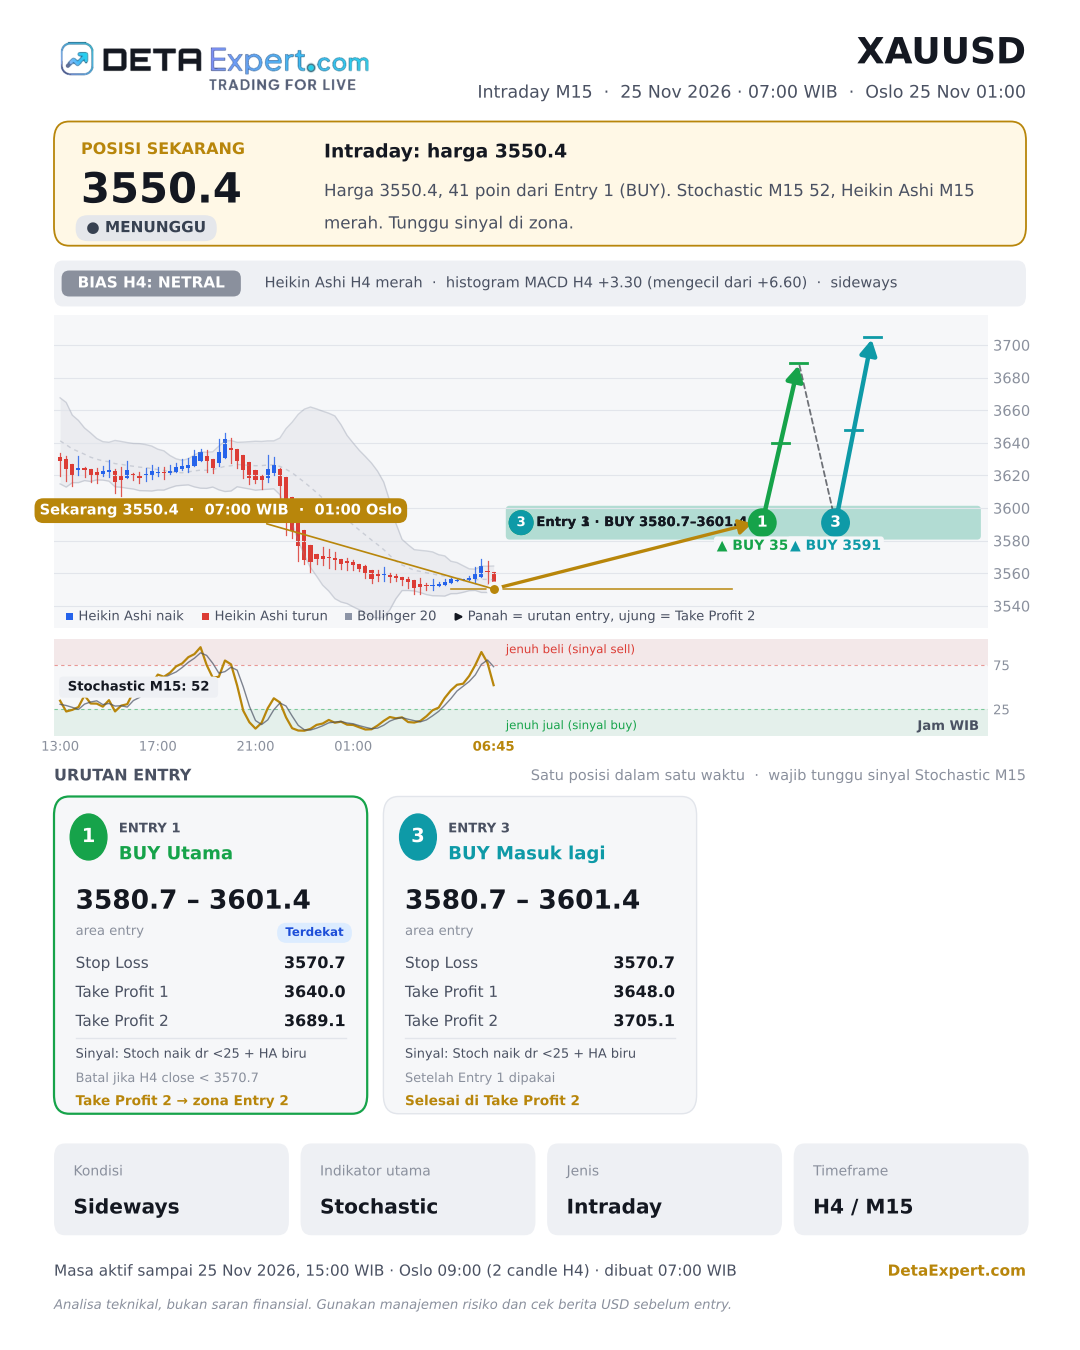 DETA Expert.com
TRADING FOR LIVE
XAUUSD
Intraday M15 · 25 Nov 2026 · 07:00 WIB · Oslo 25 Nov 01:00
POSISI SEKARANG
3550.4
● MENUNGGU
Intraday: harga 3550.4
Harga 3550.4, 41 poin dari Entry 1 (BUY). Stochastic M15 52, Heikin Ashi M15
merah. Tunggu sinyal di zona.
BIAS H4: NETRAL
Heikin Ashi H4 merah · histogram MACD H4 +3.30 (mengecil dari +6.60) · sideways
3700
3680
3660
3640
3620
3600
3580
3560
3540
Sekarang 3550.4 · 07:00 WIB · 01:00 Oslo
3 Entry · BUY 3580.7–3601.4
1
3
▲ BUY 35
▲ BUY 3591
Heikin Ashi naik
Heikin Ashi turun
Bollinger 20
Panah = urutan entry, ujung = Take Profit 2
jenuh beli (sinyal sell)
75
Stochastic M15: 52
25
jenuh jual (sinyal buy)
Jam WIB
13:00 17:00 21:00 01:00 06:45
URUTAN ENTRY
Satu posisi dalam satu waktu · wajib tunggu sinyal Stochastic M15
1
ENTRY 1
BUY Utama
3580.7 – 3601.4
area entry
Terdekat
Stop Loss 3570.7
Take Profit 1 3640.0
Take Profit 2 3689.1
Sinyal: Stoch naik dr <25 + HA biru
Batal jika H4 close < 3570.7
Take Profit 2 → zona Entry 2
3
ENTRY 3
BUY Masuk lagi
3580.7 – 3601.4
area entry
Stop Loss 3570.7
Take Profit 1 3648.0
Take Profit 2 3705.1
Sinyal: Stoch naik dr <25 + HA biru
Setelah Entry 1 dipakai
Selesai di Take Profit 2
Kondisi
Sideways
Indikator utama
Stochastic
Jenis
Intraday
Timeframe
H4 / M15
Masa aktif sampai 25 Nov 2026, 15:00 WIB · Oslo 09:00 (2 candle H4) · dibuat 07:00 WIB
DetaExpert.com
Analisa teknikal, bukan saran finansial. Gunakan manajemen risiko dan cek berita USD sebelum entry.